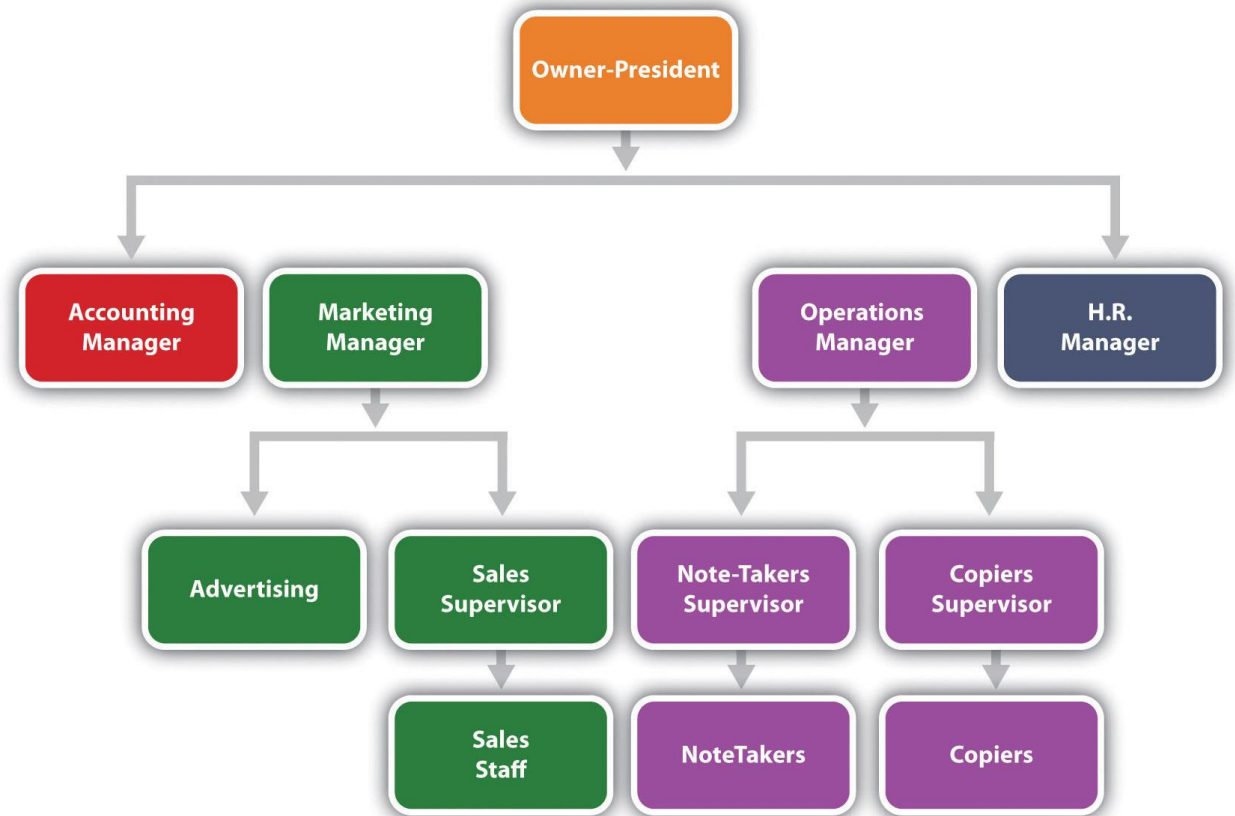 Owner-President
Accounting
Manager
Marketing
Manager
Operations
Manager
H.R.
Manager
Advertising
Sales
Supervisor
Note-Takers
Supervisor
Copiers
Supervisor
Sales
Staff
NoteTakers
Copiers